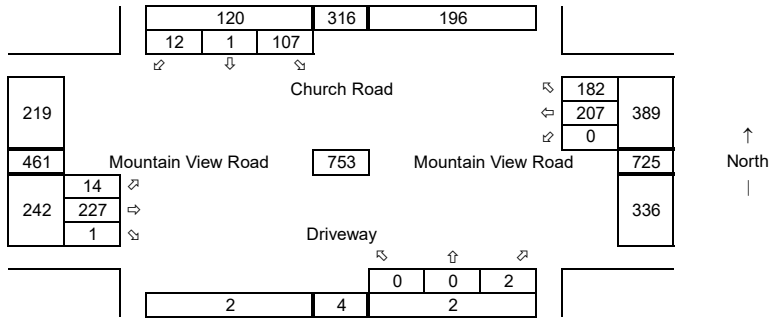 120 316 196
12 1 107
⬃ ⇩ ⬂
Church Road ⬁ 182
219 ⇦ 207 389
⬃ 0
↑
461 Mountain View Road 753 Mountain View Road 725 North
14 ⬀ |
242 227 ⇨ 336
1 ⬂ Driveway
⬁ ⇧ ⬀
0 0 2
2 4 2